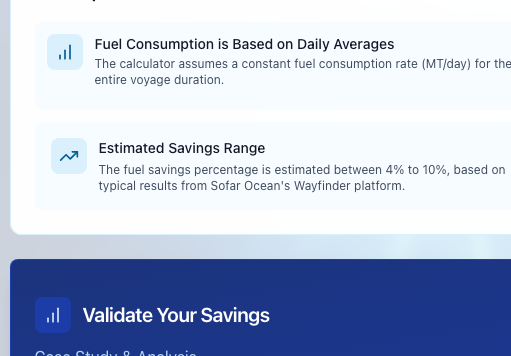 Fuel Consumption is Based on Daily Averages
The calculator assumes a constant fuel consumption rate (MT/day) for the
entire voyage duration.
Estimated Savings Range
The fuel savings percentage is estimated between 4% to 10%, based on
typical results from Sofar Ocean's Wayfinder platform.
Validate Your Savings
Case Study & Analysis